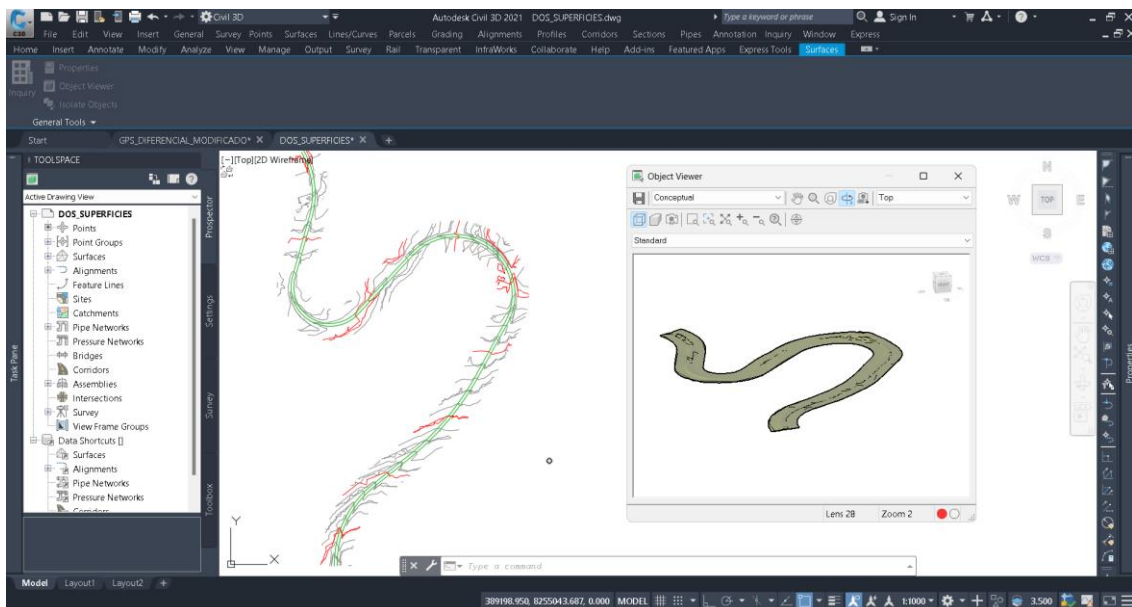 Civil 3D
Autodesk Civil 3D 2021 DOS_SUPERFICIES.dwg
Type a keyword or phrase
Sign In
C3D
File Edit View Insert General Survey Points Surfaces Lines/Curves Parcels Grading Alignments Profiles Corridors Sections Pipes Annotation Inquiry Window Express
Home Insert Annotate Modify Analyze View Manage Output Survey Rail Transparent InfraWorks Collaborate Help Add-ins Featured Apps Express Tools Surfaces
Properties
Object Viewer
Isolate Objects
Inquiry
General Tools
Start GPS_DIFERENCIAL_MODIFICADO* DOS_SUPERFICIES*
TOOLSPACE
Active Drawing View
DOS_SUPERFICIES
Points
Point Groups
Surfaces
Alignments
Feature Lines
Sites
Catchments
Pipe Networks
Pressure Networks
Bridges
Corridors
Assemblies
Intersections
Survey
View Frame Groups
Data Shortcuts []
Surfaces
Alignments
Pipe Networks
Pressure Networks
Corridors
Prospector
Settings
Survey
Toolbox
Task Pane
[-][Top][2D Wireframe]
Object Viewer
Conceptual
Top
Standard
Lens 28 Zoom 2
N
W TOP E
S
WCS
Properties
Y
X
Type a command
Model Layout1 Layout2 +
389198.950, 8255043.687, 0.000 MODEL 1:1000 3.500